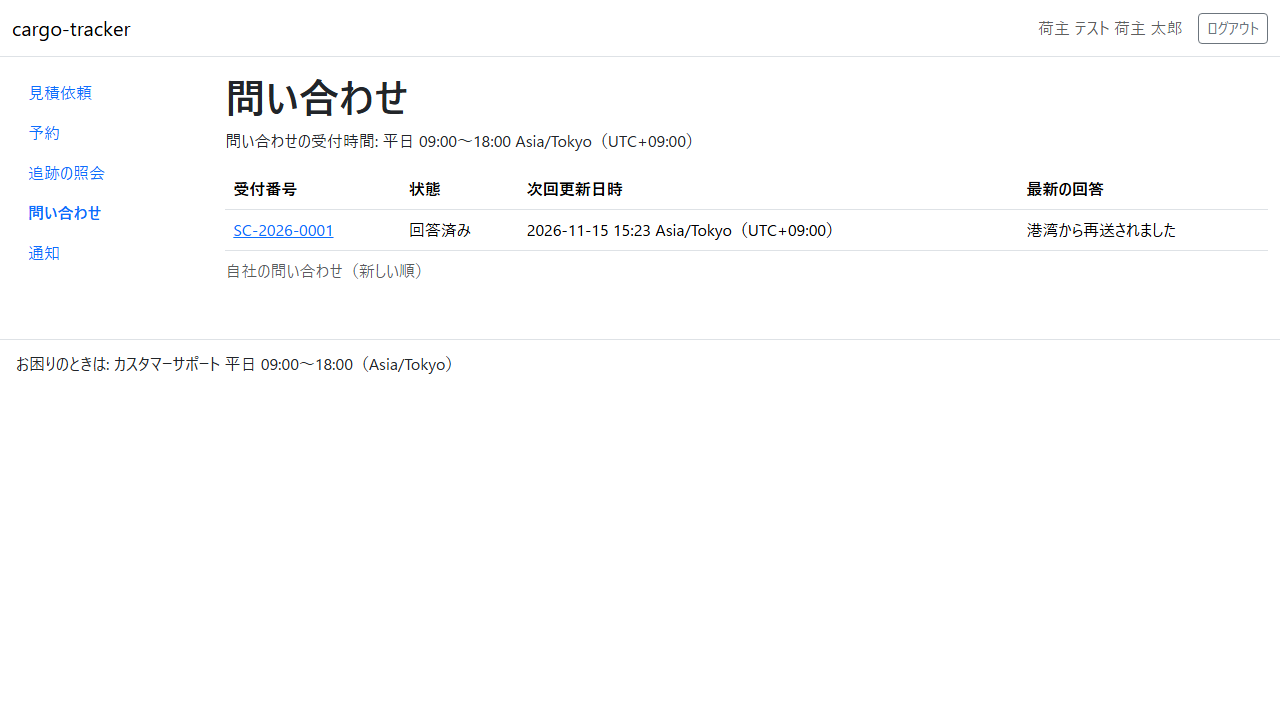 cargo-tracker
荷主 テスト 荷主 太郎 ログアウト
見積依頼
予約
追跡の照会
問い合わせ
通知
問い合わせ
問い合わせの受付時間: 平日 09:00～18:00 Asia/Tokyo（UTC+09:00）
受付番号 状態 次回更新日時 最新の回答
SC-2026-0001 回答済み 2026-11-15 15:23 Asia/Tokyo（UTC+09:00） 港湾から再送されました
自社の問い合わせ（新しい順）
お困りのときは: カスタマーサポート 平日 09:00～18:00（Asia/Tokyo）